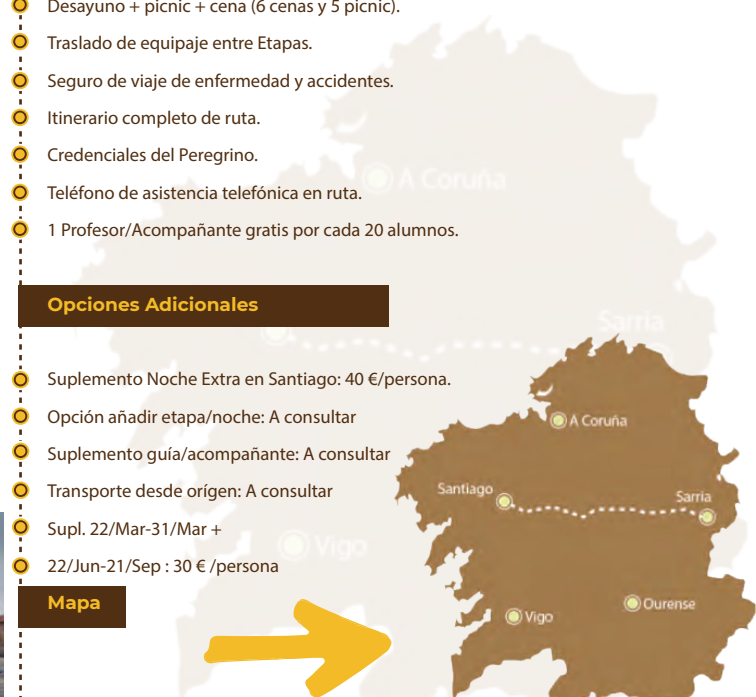 Desayuno + picnic + cena (6 cenas y 5 picnic).
Traslado de equipaje entre Etapas.
Seguro de viaje de enfermedad y accidentes.
Itinerario completo de ruta.
Credenciales del Peregrino.
Teléfono de asistencia telefónica en ruta.
1 Profesor/Acompañante gratis por cada 20 alumnos.
A Coruña
Opciones Adicionales
Sarria
Suplemento Noche Extra en Santiago: 40 €/persona.
Opción añadir etapa/noche: A consultar
Suplemento guía/acompañante: A consultar
Transporte desde orígen: A consultar
Supl. 22/Mar-31/Mar +
22/Jun-21/Sep : 30 € /persona
Vigo
Mapa
A Coruña
Santiago
Sarria
Ourense
Vigo